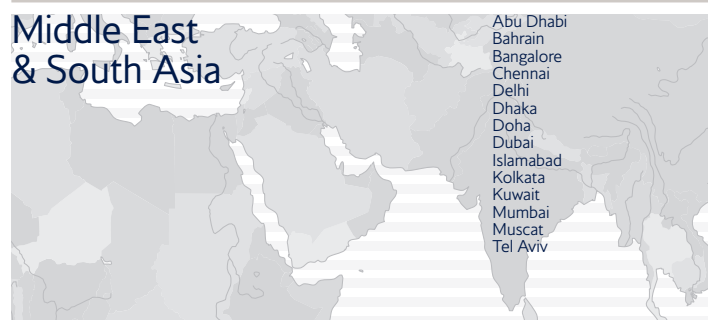 Middle East
& South Asia
Abu Dhabi
Bahrain
Bangalore
Chennai
Delhi
Dhaka
Doha
Dubai
Islamabad
Kolkata
Kuwait
Mumbai
Muscat
Tel Aviv